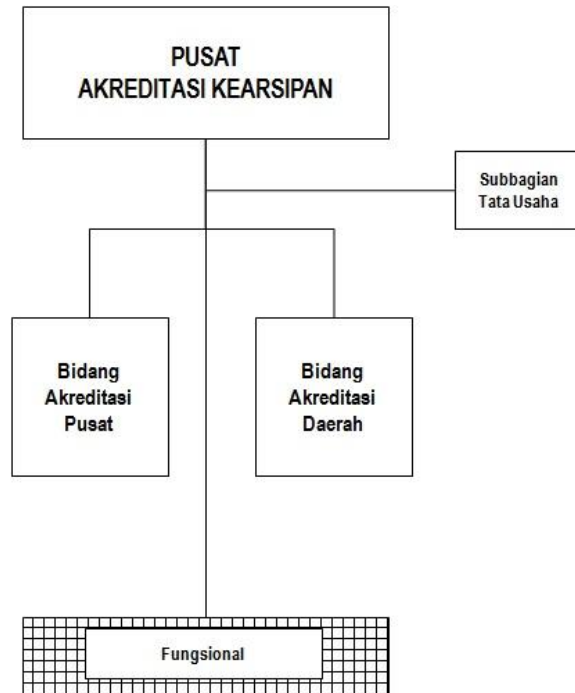 PUSAT
AKREDITASI KEARSIPAN
Subbagian
Tata Usaha
Bidang
Akreditasi
Pusat
Bidang
Akreditasi
Daerah
Fungsional